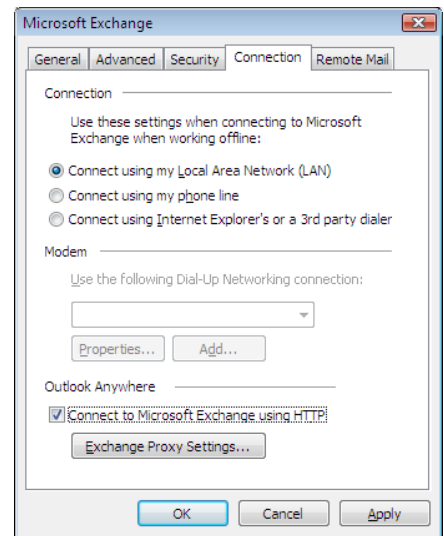 Microsoft Exchange
General Advanced Security Connection Remote Mail
Connection
Use these settings when connecting to Microsoft
Exchange when working offline:
Connect using my Local Area Network (LAN)
Connect using my phone line
Connect using Internet Explorer's or a 3rd party dialer
Modem
Use the following Dial-Up Networking connection:
Properties... Add...
Outlook Anywhere
Connect to Microsoft Exchange using HTTP
Exchange Proxy Settings...
OK Cancel Apply